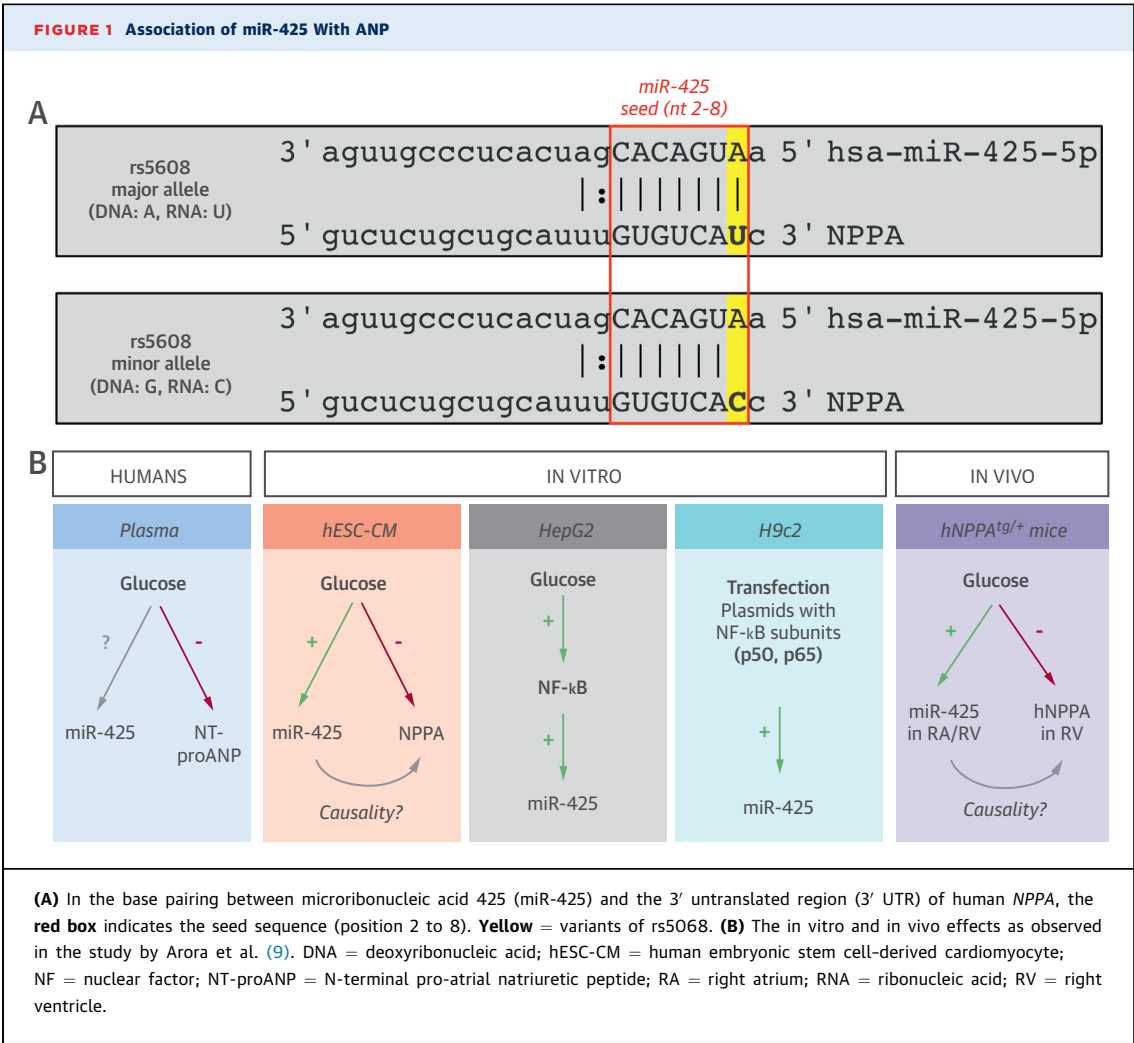 FIGURE 1 Association of miR-425 With ANP
miR-425
seed (nt 2-8)
A
rs5608
major allele
(DNA: A, RNA: U)
3' aguugcccucacuagCACAGUAa 5' hsa-miR-425-5p
|:|||||||
5' gucucugcugcauuuGUGUCAUc 3' NPPA
rs5608
minor allele
(DNA: G, RNA: C)
3' aguugcccucacuagCACAGUAa 5' hsa-miR-425-5p
|:||||||
5' gucucugcugcauuuGUGUCACc 3' NPPA
B
HUMANS
IN VITRO
IN VIVO
Plasma
Glucose
? -
miR-425
NT-
proANP
hESC-CM
Glucose
+ -
miR-425 NPPA
Causality?
HepG2
Glucose
+
NF-kB
+
miR-425
H9c2
Transfection
Plasmids with
NF-kB subunits
(p50, p65)
+
miR-425
hNPPA^tg/+ mice
Glucose
+ -
miR-425
in RA/RV
hNPPA
in RV
Causality?
(A) In the base pairing between microribonucleic acid 425 (miR-425) and the 3′ untranslated region (3′ UTR) of human NPPA, the
red box indicates the seed sequence (position 2 to 8). Yellow = variants of rs5068. (B) The in vitro and in vivo effects as observed
in the study by Arora et al. (9). DNA = deoxyribonucleic acid; hESC-CM = human embryonic stem cell–derived cardiomyocyte;
NF = nuclear factor; NT-proANP = N-terminal pro-atrial natriuretic peptide; RA = right atrium; RNA = ribonucleic acid; RV = right
ventricle.